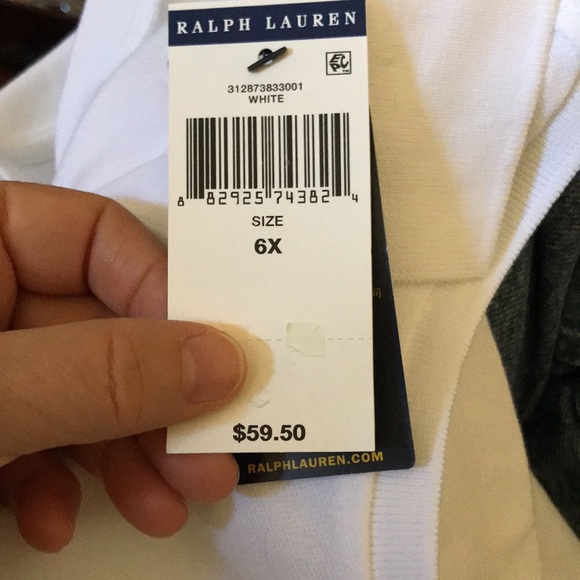 RALPH LAUREN
312873833001
WHITE
8 82925 74382 4
SIZE
6X
$59.50
RALPHLAUREN.COM